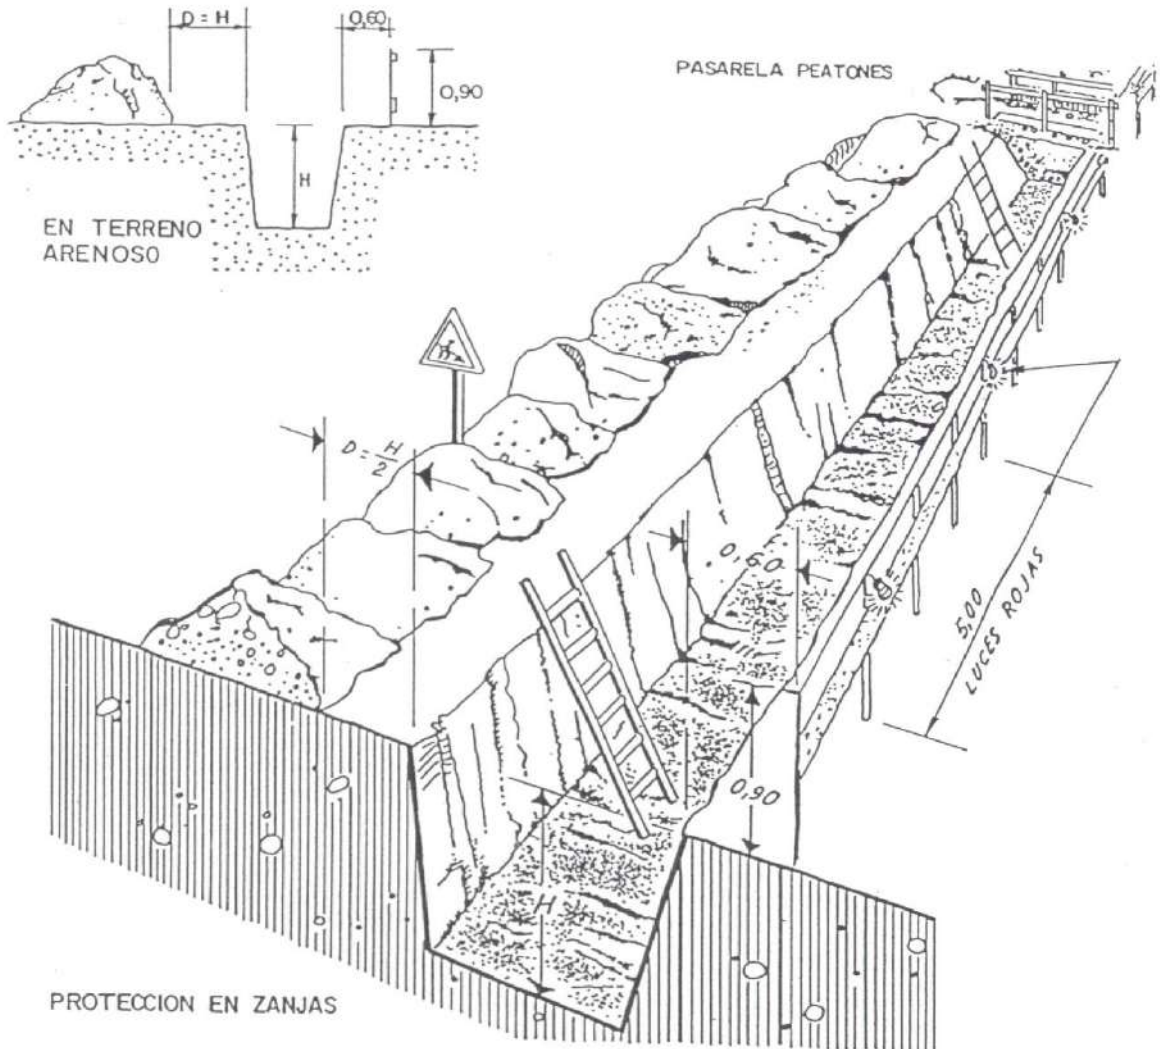 D = H
0,60
0,90
H
EN TERRENO
ARENOSO
PASARELA PEATONES
D = H/2
0,60
5,00
LUCES ROJAS
0,90
H
PROTECCION EN ZANJAS